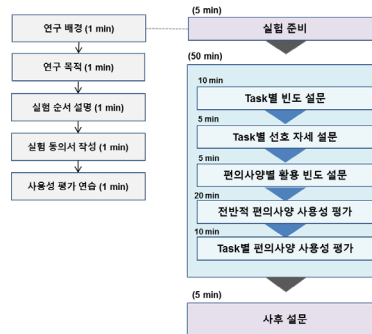 연구 배경 (1 min)
연구 목적 (1 min)
실험 순서 설명 (1 min)
실험 동의서 작성 (1 min)
사용성 평가 연습 (1 min)
(5 min)
실험 준비
(50 min)
10 min
Task별 빈도 설문
5 min
Task별 선호 자세 설문
5 min
편의사양별 활용 빈도 설문
20 min
전반적 편의사양 사용성 평가
10 min
Task별 편의사양 사용성 평가
(5 min)
사후 설문